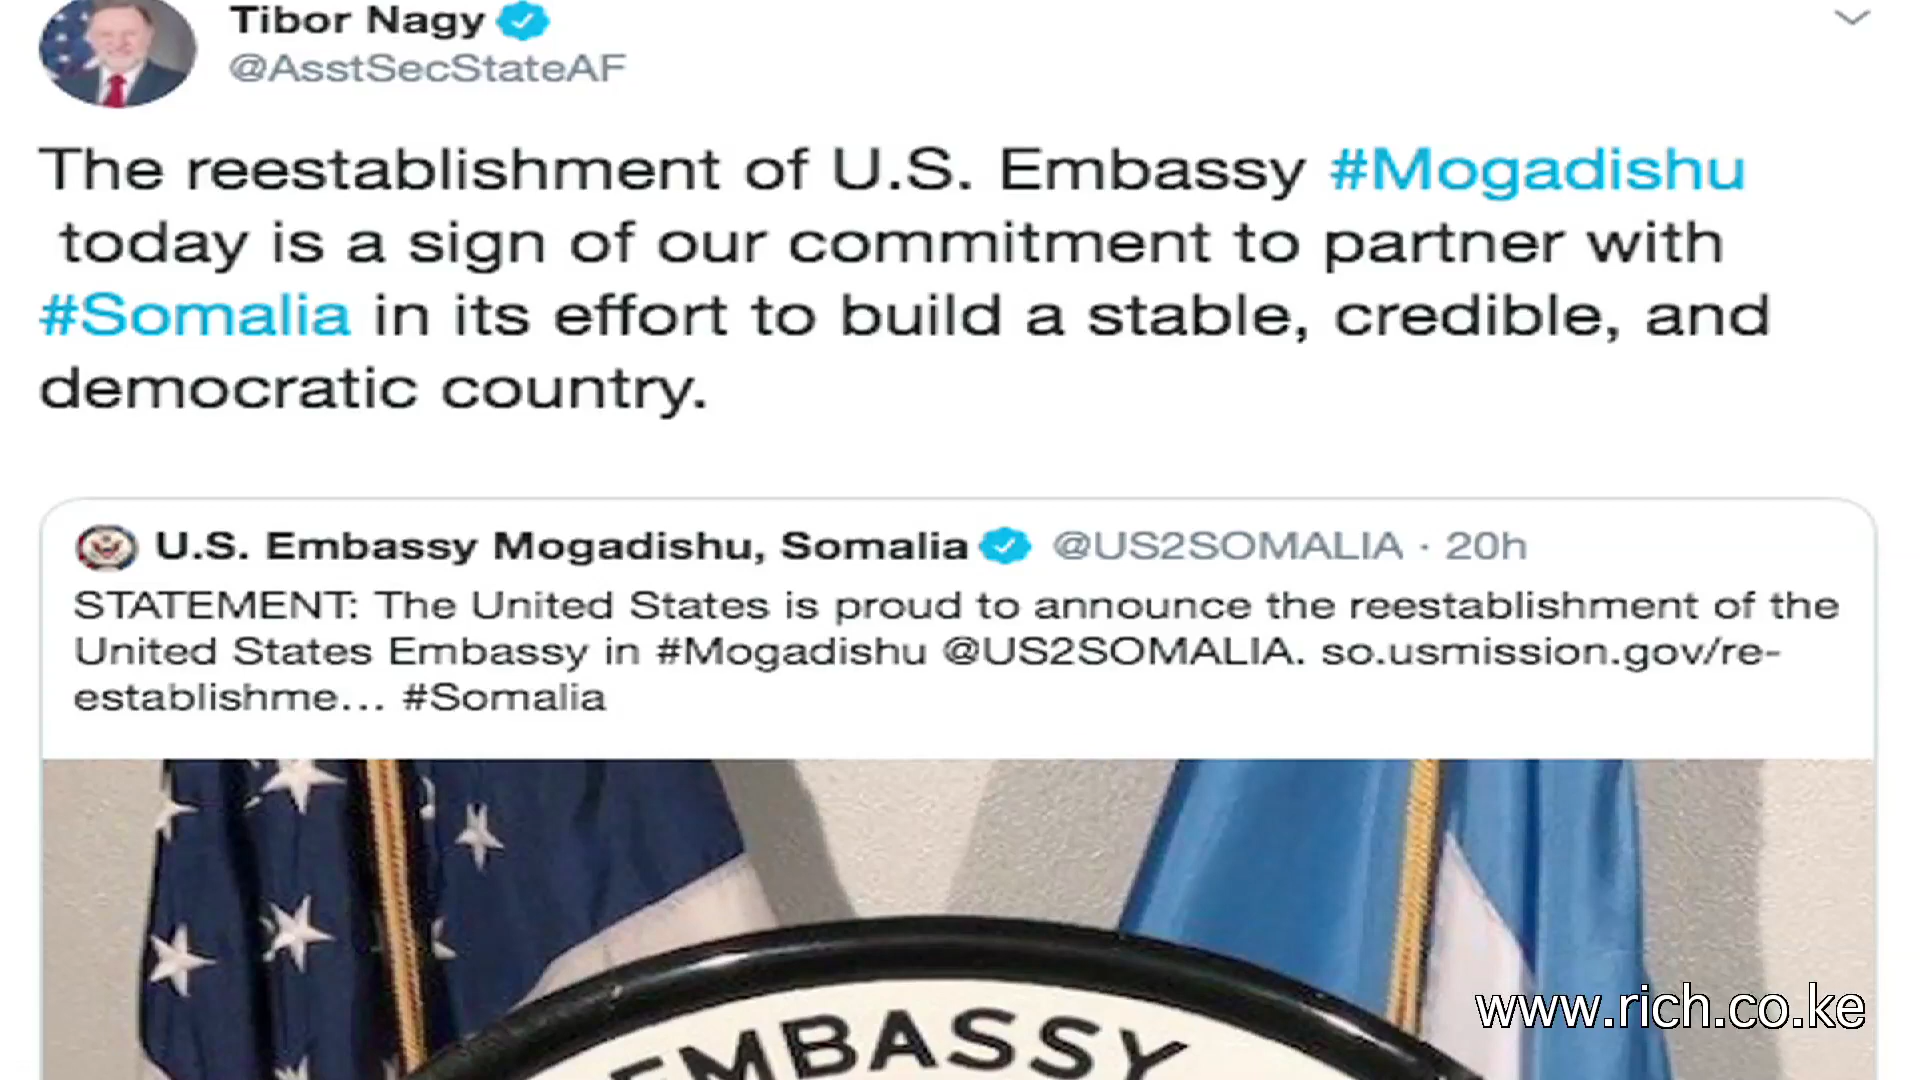 Tibor Nagy
@AsstSecStateAF
The reestablishment of U.S. Embassy #Mogadishu
today is a sign of our commitment to partner with
#Somalia in its effort to build a stable, credible, and
democratic country.
U.S. Embassy Mogadishu, Somalia @US2SOMALIA · 20h
STATEMENT: The United States is proud to announce the reestablishment of the
United States Embassy in #Mogadishu @US2SOMALIA. so.usmission.gov/re-
establishme... #Somalia
EMBASSY
www.rich.co.ke